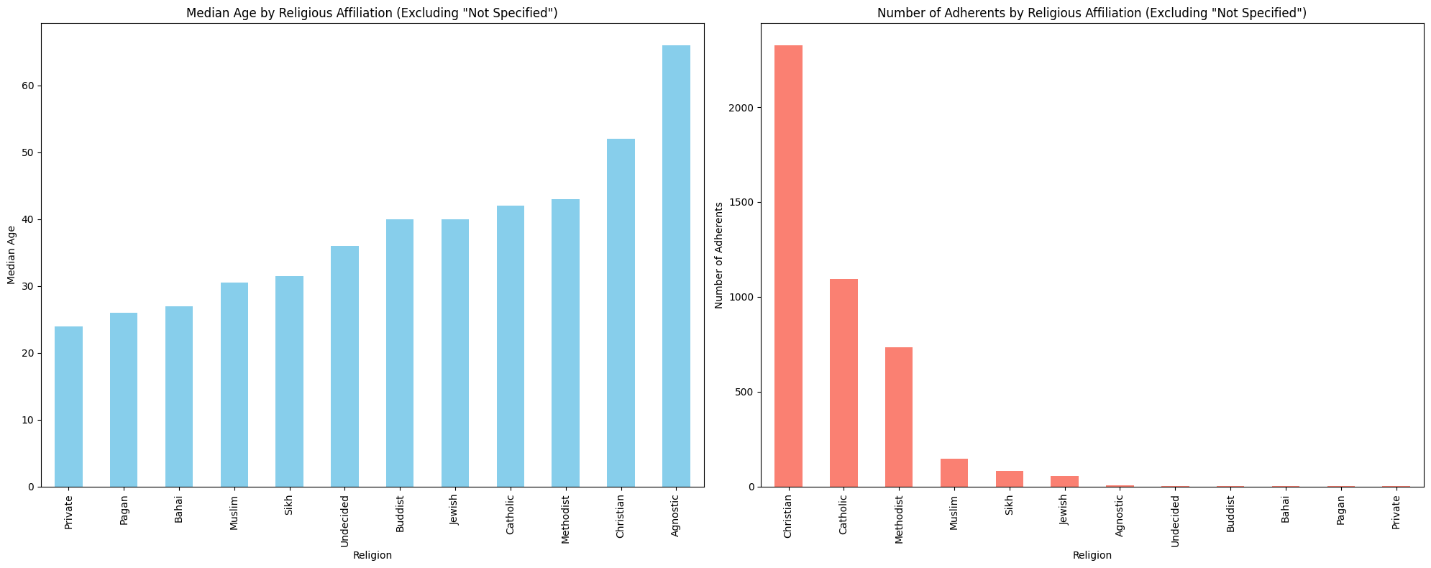 Median Age by Religious Affiliation (Excluding "Not Specified")
Median Age
60
50
40
30
20
10
0
Private
Pagan
Bahai
Muslim
Sikh
Undecided
Buddist
Jewish
Catholic
Methodist
Christian
Agnostic
Religion
Number of Adherents by Religious Affiliation (Excluding "Not Specified")
Number of Adherents
2000
1500
1000
500
0
Christian
Catholic
Methodist
Muslim
Sikh
Jewish
Agnostic
Undecided
Buddist
Bahai
Pagan
Private
Religion